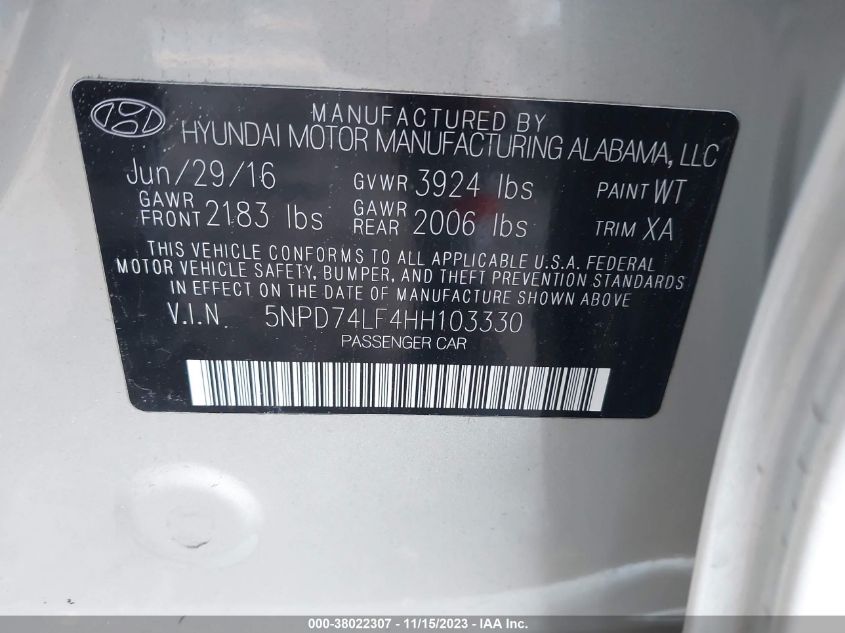 MANUFACTURED BY
HYUNDAI MOTOR MANUFACTURING ALABAMA, LLC
Jun/29/16 GVWR 3924 lbs PAINT WT
GAWR FRONT 2183 lbs GAWR REAR 2006 lbs TRIM XA
THIS VEHICLE CONFORMS TO ALL APPLICABLE U.S.A. FEDERAL
MOTOR VEHICLE SAFETY, BUMPER, AND THEFT PREVENTION STANDARDS
IN EFFECT ON THE DATE OF MANUFACTURE SHOWN ABOVE
V.I.N. 5NPD74LF4HH103330
PASSENGER CAR
000-38022307 - 11/15/2023 - IAA Inc.